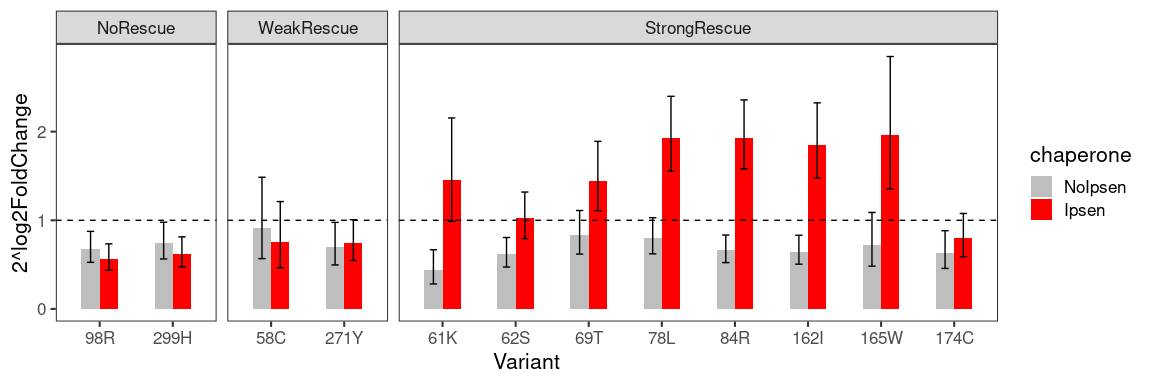 NoRescue WeakRescue StrongRescue
2^log2FoldChange
2
1
0
98R 299H 58C 271Y 61K 62S 69T 78L 84R 162I 165W 174C
Variant
chaperone
NoIpsen
Ipsen